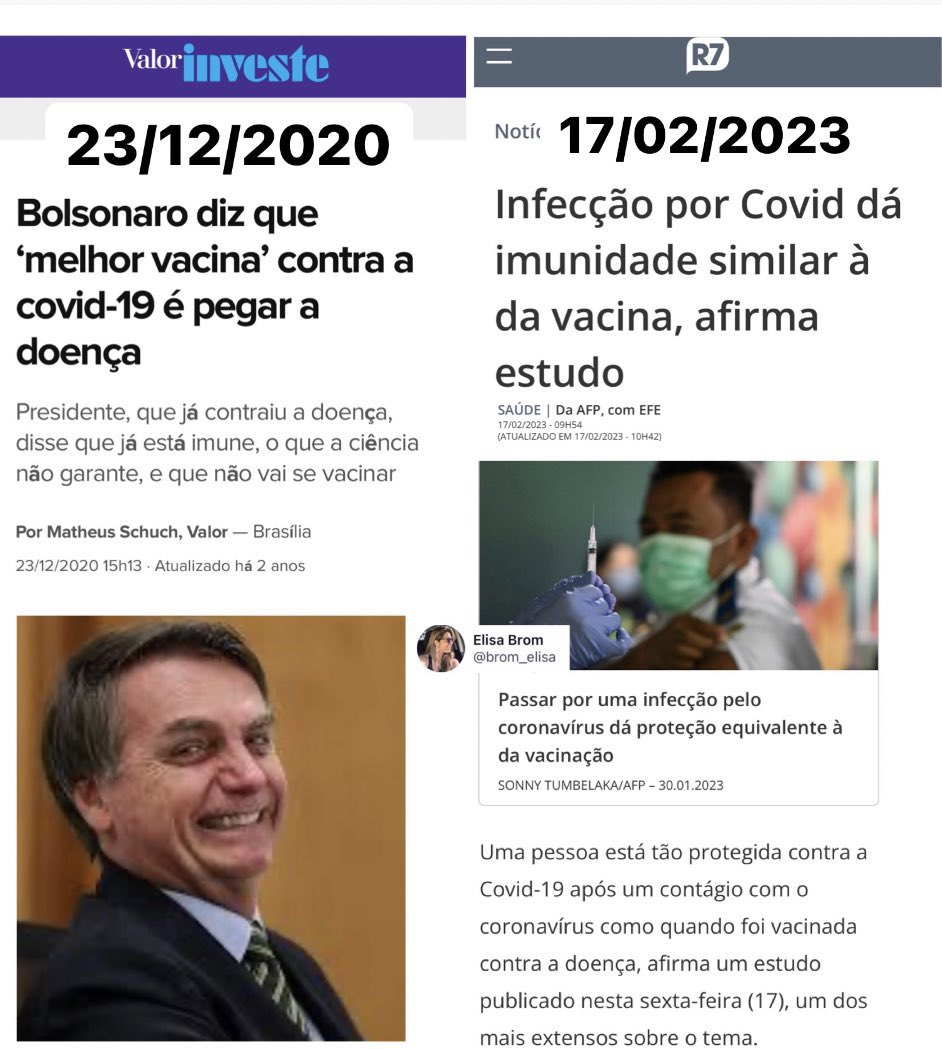 Valor investe
23/12/2020
Bolsonaro diz que
‘melhor vacina’ contra a
covid-19 é pegar a
doença
Presidente, que já contraiu a doença,
disse que já está imune, o que a ciência
não garante, e que não vai se vacinar
Por Matheus Schuch, Valor — Brasília
23/12/2020 15h13 · Atualizado há 2 anos
R7
Notíc
17/02/2023
Infecção por Covid dá
imunidade similar à
da vacina, afirma
estudo
SAÚDE | Da AFP, com EFE
17/02/2023 - 09H54
(ATUALIZADO EM 17/02/2023 - 10H42)
Elisa Brom
@brom_elisa
Passar por uma infecção pelo
coronavírus dá proteção equivalente à
da vacinação
SONNY TUMBELAKA/AFP – 30.01.2023
Uma pessoa está tão protegida contra a
Covid-19 após um contágio com o
coronavírus como quando foi vacinada
contra a doença, afirma um estudo
publicado nesta sexta-feira (17), um dos
mais extensos sobre o tema.